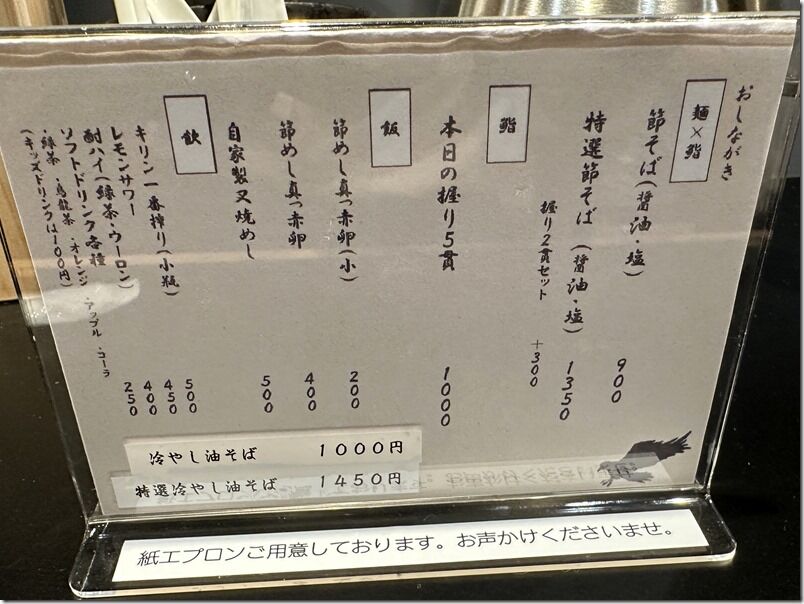 おしながき
麺×鮨
節そば(醤油・塩) 900
特選節そば(醤油・塩) 1350
握り2貫セット +300
鮨
本日の握り5貫 1000
飯
節めし真っ赤卵(小) 200
節めし真っ赤卵 400
自家製叉焼めし 500
飲
キリン一番搾り(小瓶) 500
レモンサワー 450
酎ハイ(緑茶・ウーロン) 400
ソフトドリンク各種 250
・緑茶・烏龍茶・オレンジ・アップル・コーラ
(キッズドリンクは100円)
冷やし油そば 1000円
特選冷やし油そば 1450円
紙エプロンご用意しております。お声かけくださいませ。